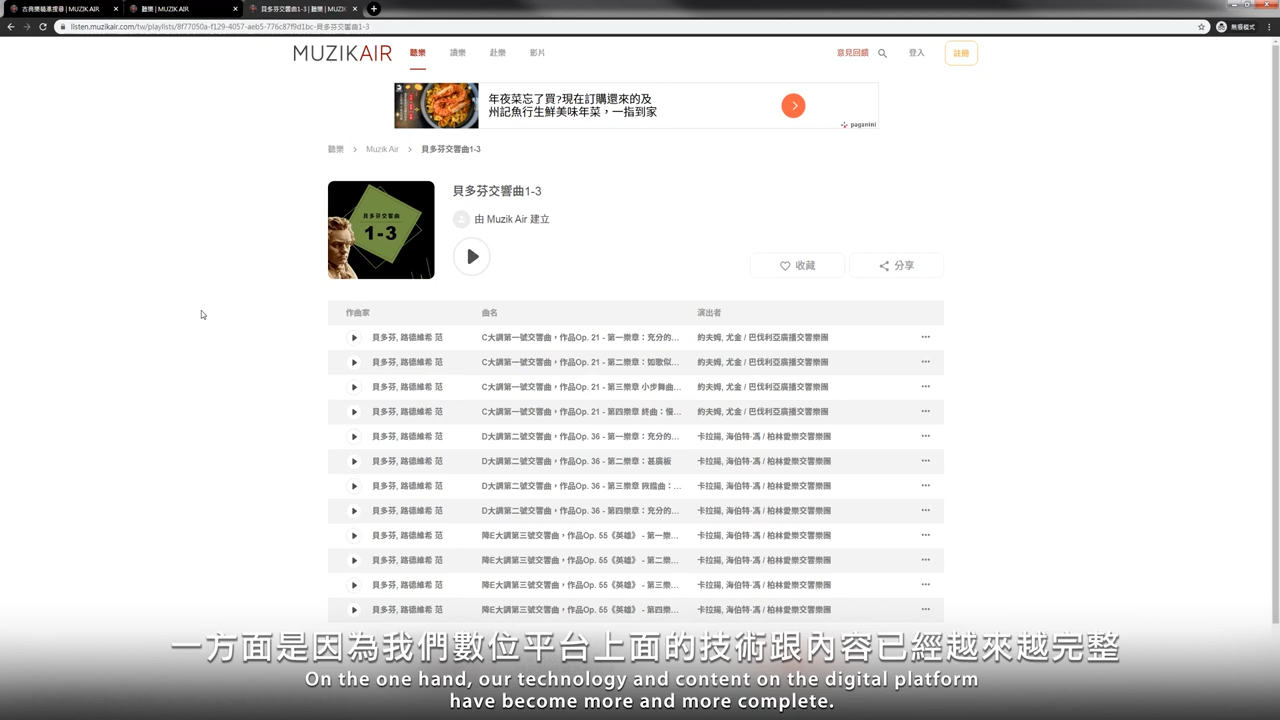 古典樂略車搜尋 | MUZIK AIR
聽樂 | MUZIK AIR
貝多芬交響曲1-3 | 聽樂 | MUZI
listen.muzikair.com/tw/playlists/8f77050a-f129-4057-aeb5-776c87f9d1bc-貝多芬交響曲1-3
無痕模式
MUZIKAIR
聽樂
讀樂
赴樂
影片
意見回饋
登入
註冊
年夜菜忘了買?現在訂購還來的及
州記魚行生鮮美味年菜，一指到家
paganini
聽樂 > Muzik Air > 貝多芬交響曲1-3
貝多芬交響曲
1-3
貝多芬交響曲1-3
由 Muzik Air 建立
收藏
分享
作曲家 曲名 演出者
貝多芬, 路德維希 范 C大調第一號交響曲，作品Op. 21 - 第一樂章：充分的... 約夫姆, 尤金 / 巴伐利亞廣播交響樂團
貝多芬, 路德維希 范 C大調第一號交響曲，作品Op. 21 - 第二樂章：如歌似... 約夫姆, 尤金 / 巴伐利亞廣播交響樂團
貝多芬, 路德維希 范 C大調第一號交響曲，作品Op. 21 - 第三樂章 小步舞曲... 約夫姆, 尤金 / 巴伐利亞廣播交響樂團
貝多芬, 路德維希 范 C大調第一號交響曲，作品Op. 21 - 第四樂章 終曲：慢... 約夫姆, 尤金 / 巴伐利亞廣播交響樂團
貝多芬, 路德維希 范 D大調第二號交響曲，作品Op. 36 - 第一樂章：充分的... 卡拉揚, 海伯特·馮 / 柏林愛樂交響樂團
貝多芬, 路德維希 范 D大調第二號交響曲，作品Op. 36 - 第二樂章：甚廣板 卡拉揚, 海伯特·馮 / 柏林愛樂交響樂團
貝多芬, 路德維希 范 D大調第二號交響曲，作品Op. 36 - 第三樂章 詼諧曲：... 卡拉揚, 海伯特·馮 / 柏林愛樂交響樂團
貝多芬, 路德維希 范 D大調第二號交響曲，作品Op. 36 - 第四樂章：充分的... 卡拉揚, 海伯特·馮 / 柏林愛樂交響樂團
貝多芬, 路德維希 范 降E大調第三號交響曲，作品Op. 55《英雄》 - 第一樂... 卡拉揚, 海伯特·馮 / 柏林愛樂交響樂團
貝多芬, 路德維希 范 降E大調第三號交響曲，作品Op. 55《英雄》 - 第二樂... 卡拉揚, 海伯特·馮 / 柏林愛樂交響樂團
貝多芬, 路德維希 范 降E大調第三號交響曲，作品Op. 55《英雄》 - 第三樂... 卡拉揚, 海伯特·馮 / 柏林愛樂交響樂團
貝多芬, 路德維希 范 降E大調第三號交響曲，作品Op. 55《英雄》 - 第四樂... 卡拉揚, 海伯特·馮 / 柏林愛樂交響樂團
一方面是因為我們數位平台上面的技術跟內容已經越來越完整
On the one hand, our technology and content on the digital platform
have become more and more complete.